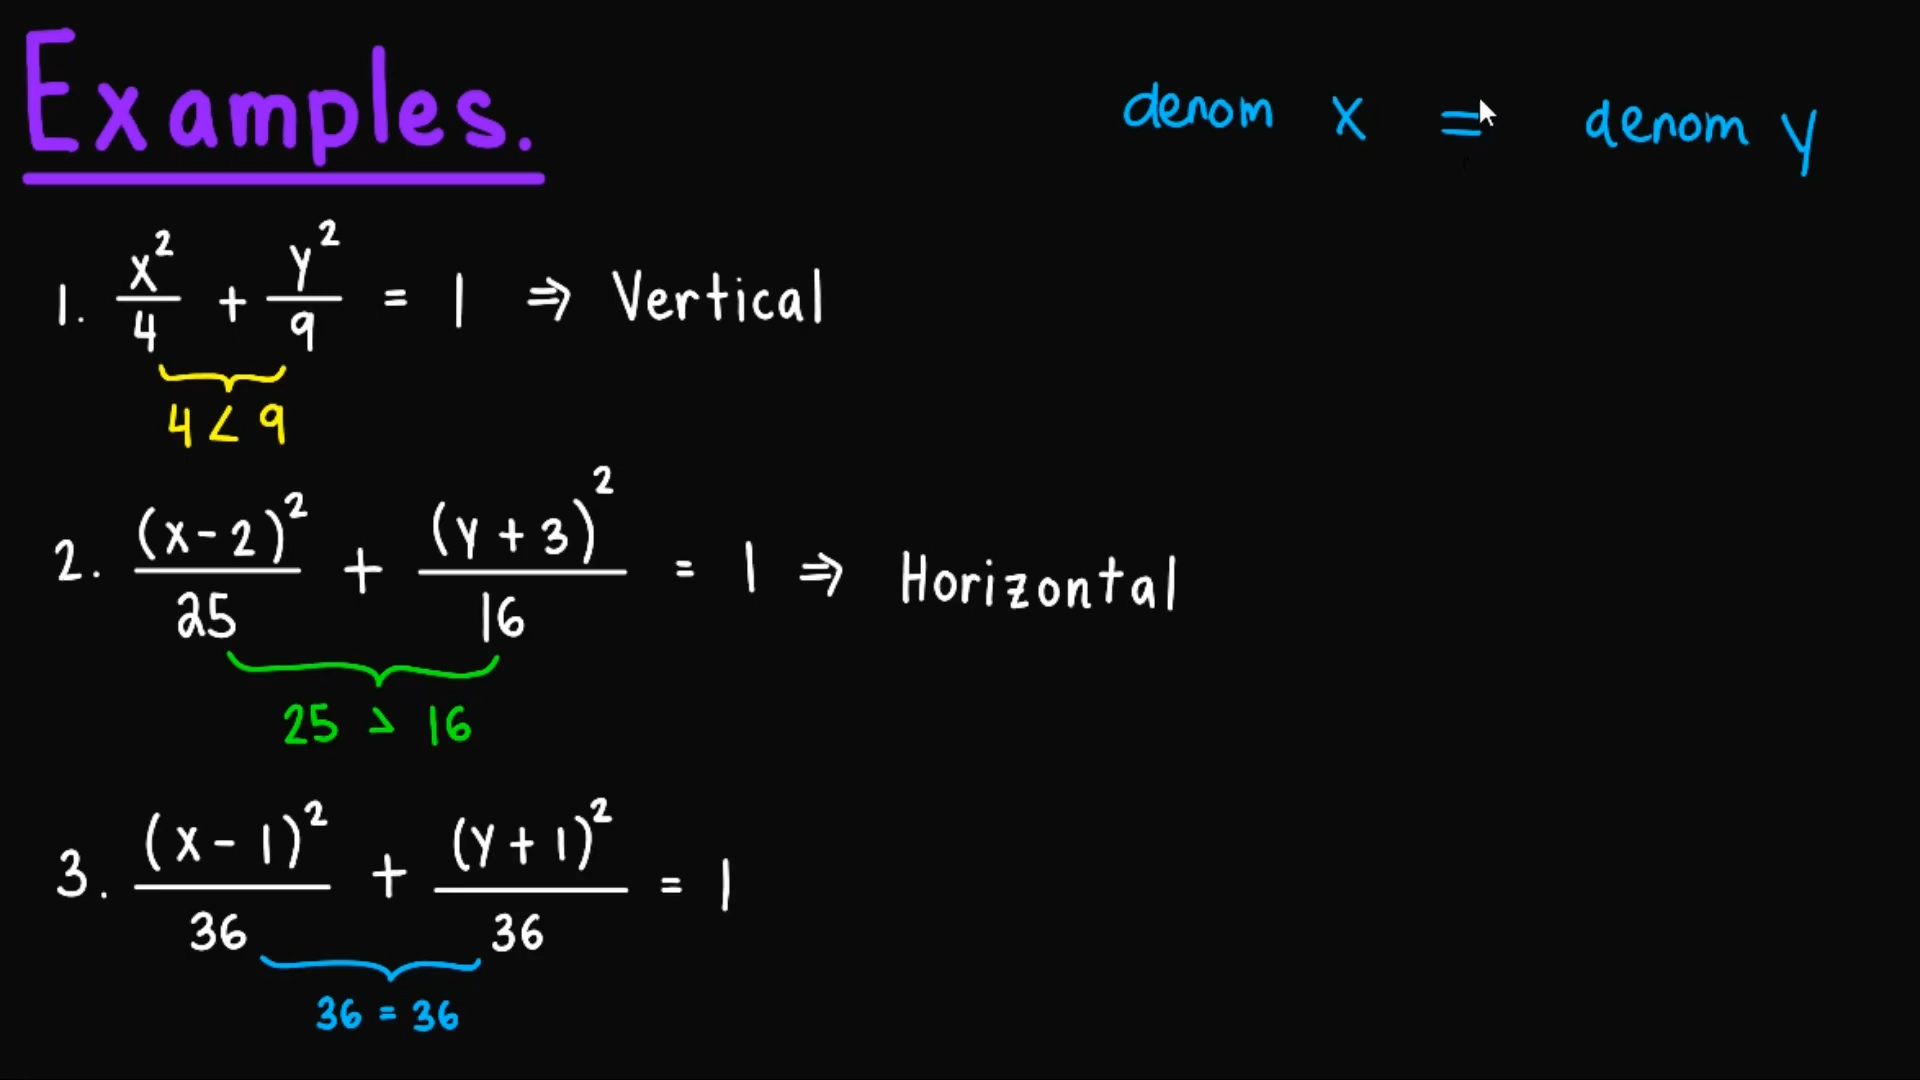 Examples.
denom x = denom y
1. x²/4 + y²/9 = 1 ⇒ Vertical
4 < 9
2. (x-2)²/25 + (y+3)²/16 = 1 ⇒ Horizontal
25 > 16
3. (x-1)²/36 + (y+1)²/36 = 1
36 = 36